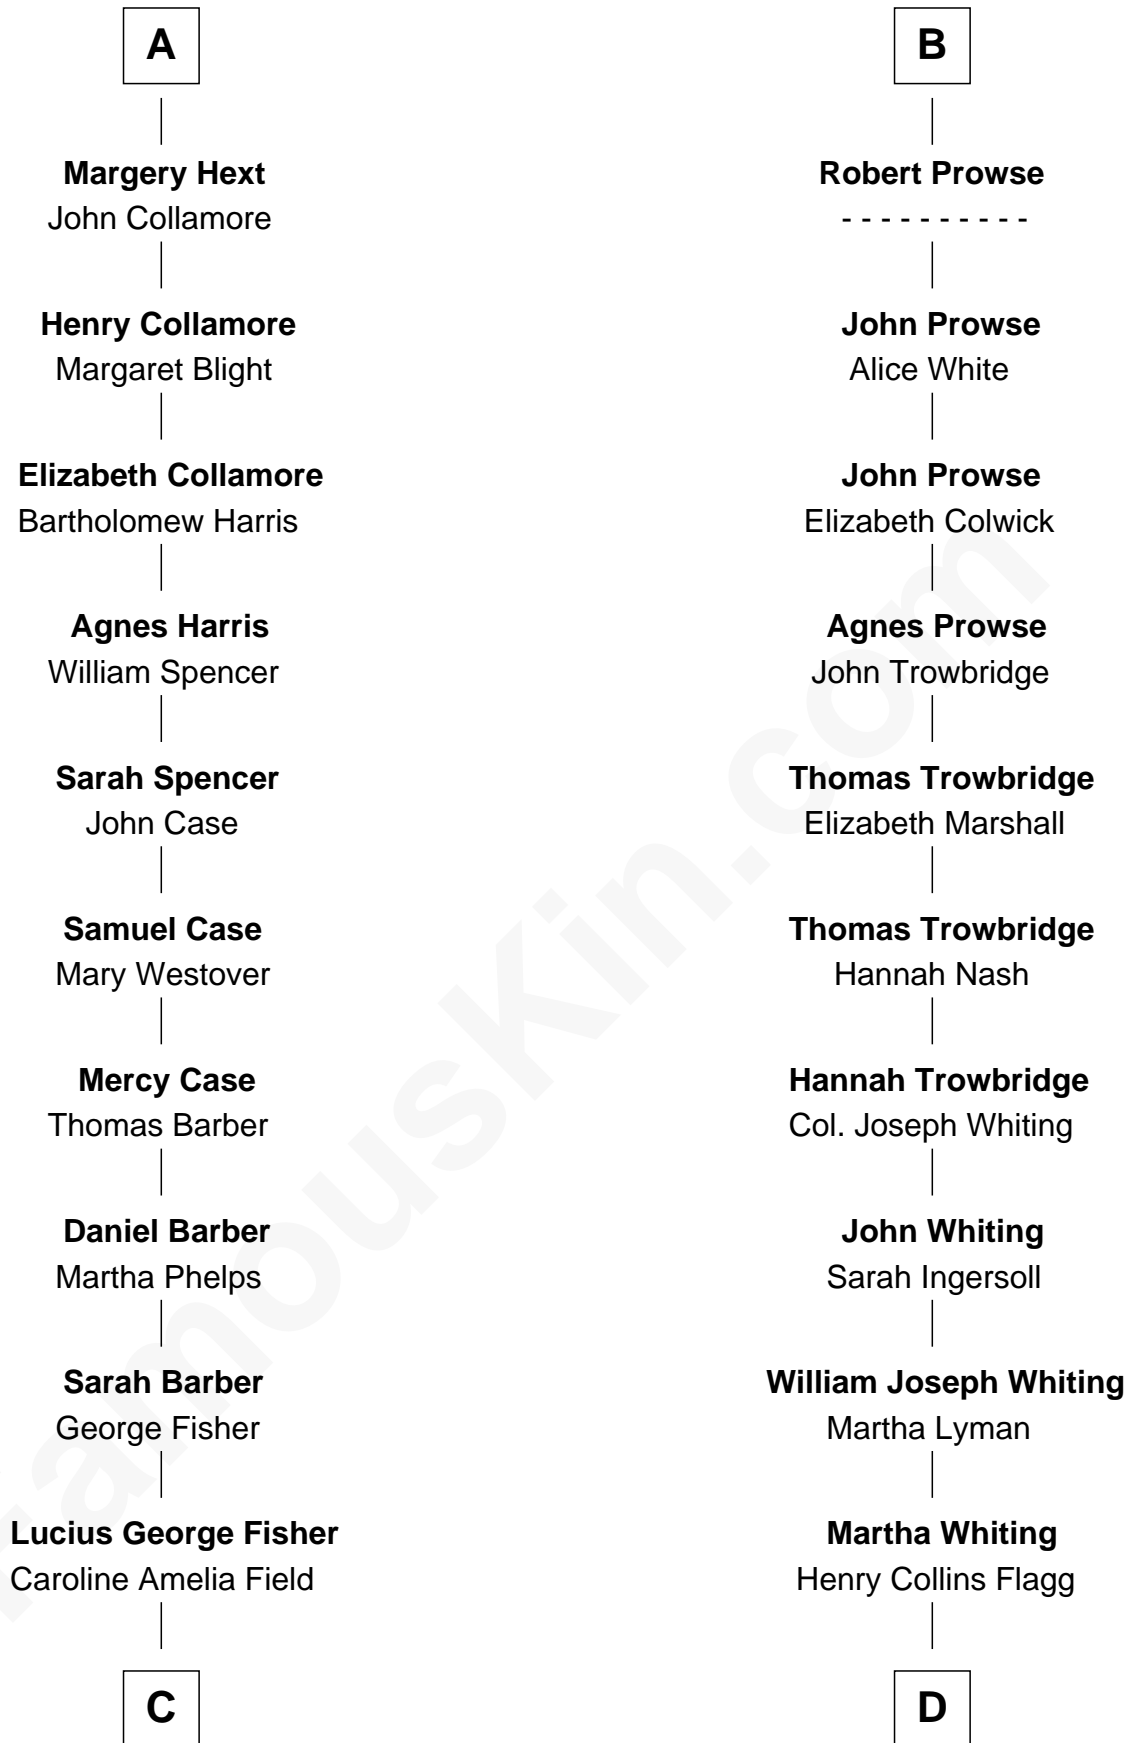 A
Margery Hext
John Collamore
Henry Collamore
Margaret Blight
Elizabeth Collamore
Bartholomew Harris
Agnes Harris
William Spencer
Sarah Spencer
John Case
Samuel Case
Mary Westover
Mercy Case
Thomas Barber
Daniel Barber
Martha Phelps
Sarah Barber
George Fisher
Lucius George Fisher
Caroline Amelia Field
C
B
Robert Prowse
- - - - - - - - - -
John Prowse
Alice White
John Prowse
Elizabeth Colwick
Agnes Prowse
John Trowbridge
Thomas Trowbridge
Elizabeth Marshall
Thomas Trowbridge
Hannah Nash
Hannah Trowbridge
Col. Joseph Whiting
John Whiting
Sarah Ingersoll
William Joseph Whiting
Martha Lyman
Martha Whiting
Henry Collins Flagg
D
FamousKin.com